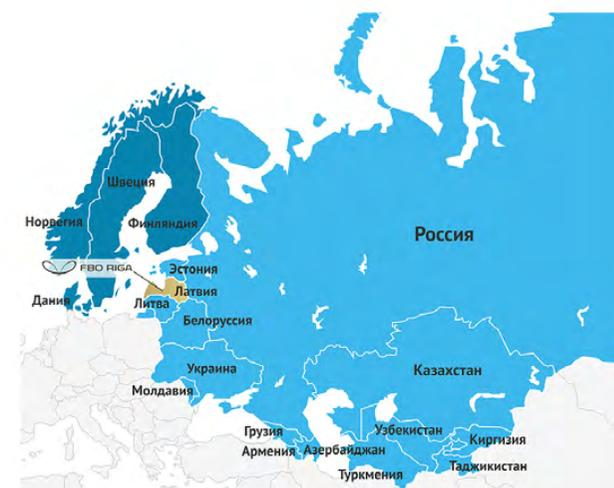 Швеция
Норвегия
Финляндия
Россия
FBO RIGA
Эстония
Дания
Латвия
Литва
Белоруссия
Украина
Казахстан
Молдавия
Грузия
Узбекистан
Киргизия
Армения
Азербайджан
Таджикистан
Туркмения